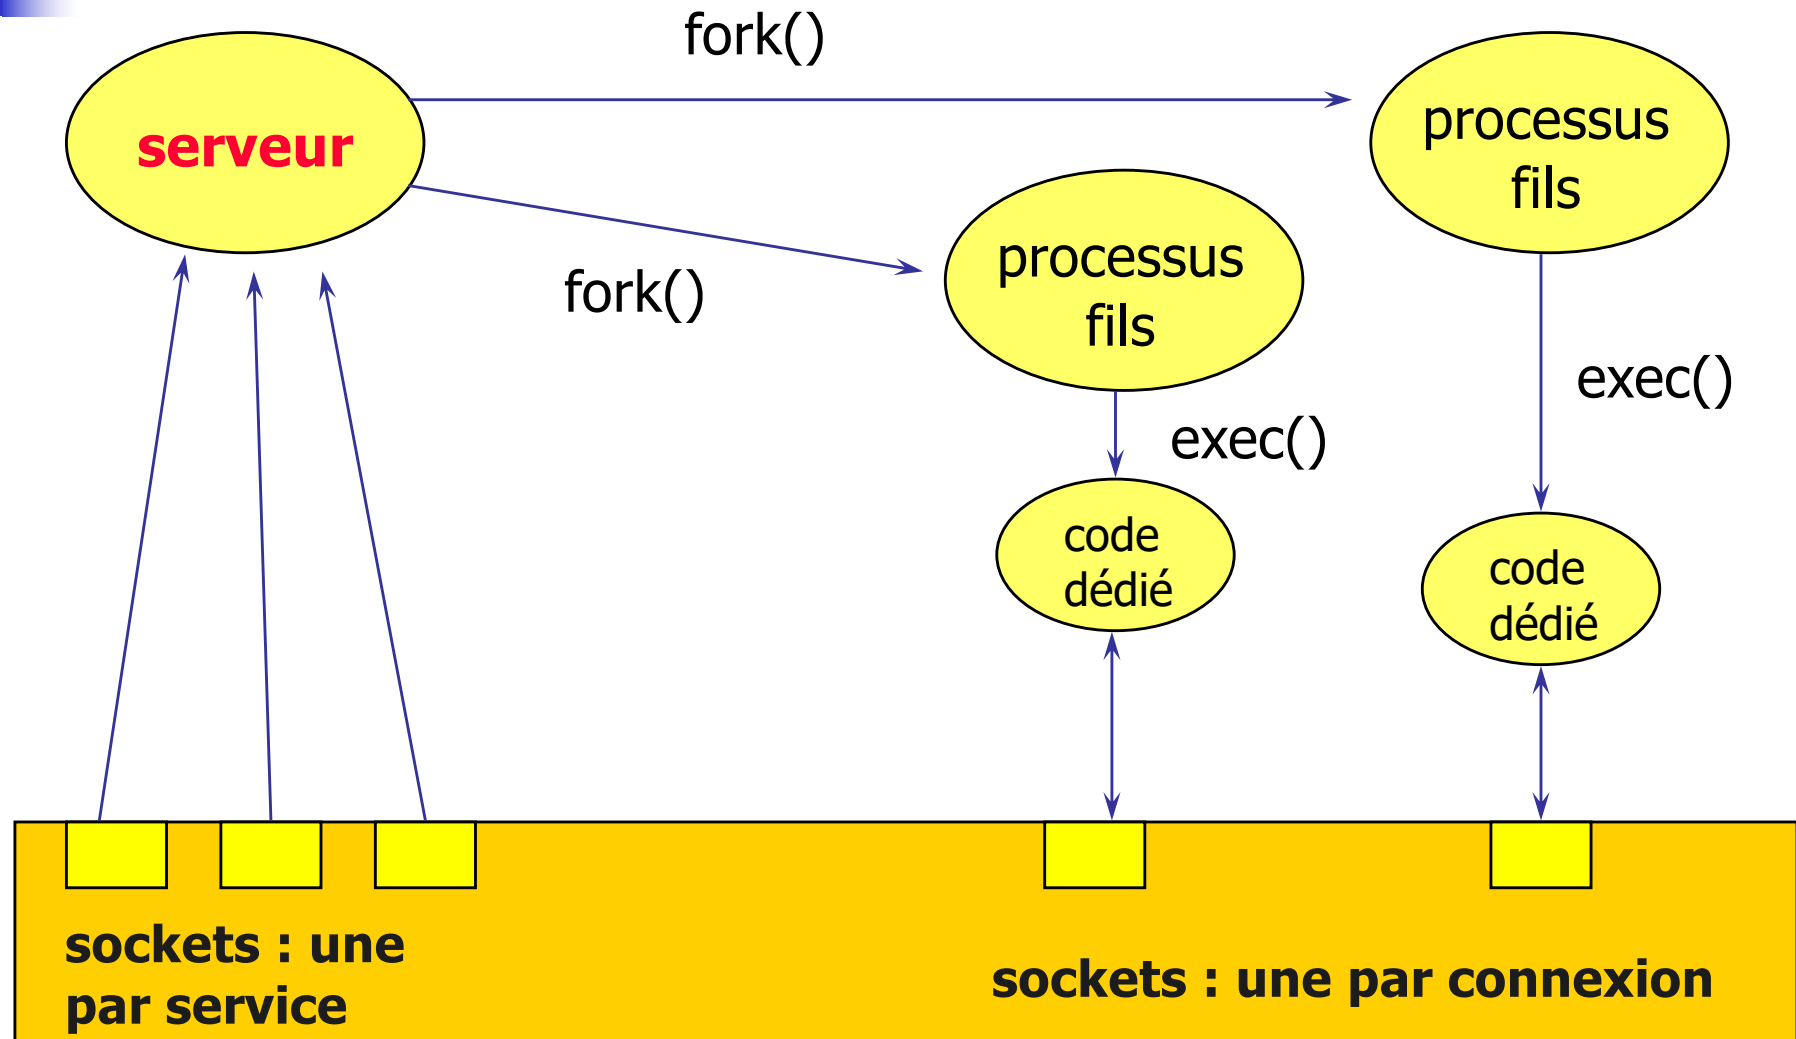 fork()
serveur
processus
fils
fork()
processus
fils
exec()
exec()
code
dédié
code
dédié
sockets : une
par service
sockets : une par connexion